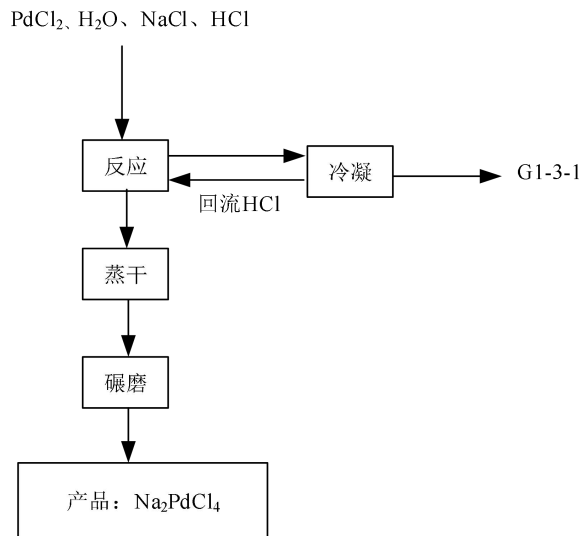 PdCl₂、H₂O、NaCl、HCl
反应
冷凝
G1-3-1
回流HCl
蒸干
碾磨
产品：Na₂PdCl₄